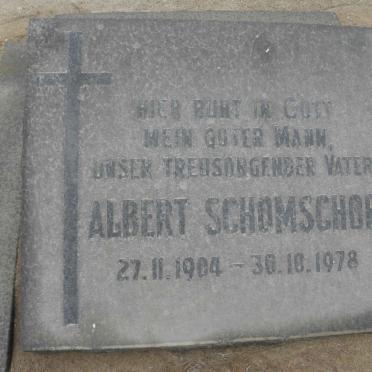 HIER RUHT IN GOTT
MEIN GUTER MANN,
UNSER TREUSORGENDER VATER
ALBERT SCHOMSCHOR
27.11.1904 – 30.10.1978